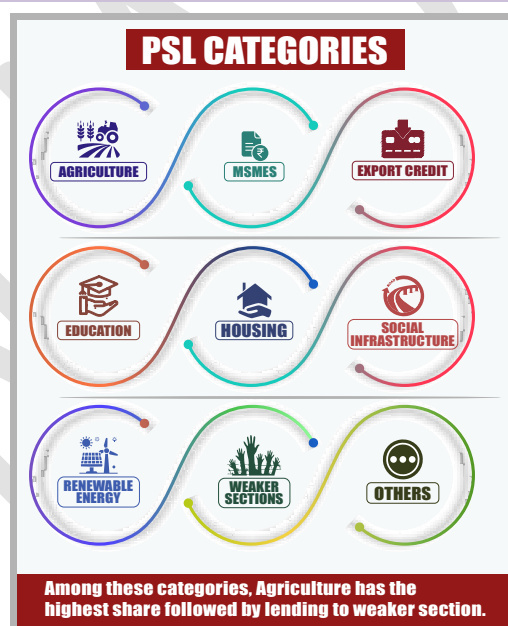 PSL CATEGORIES
AGRICULTURE
MSMES
EXPORT CREDIT
EDUCATION
HOUSING
SOCIAL
INFRASTRUCTURE
RENEWABLE
ENERGY
WEAKER
SECTIONS
OTHERS
Among these categories, Agriculture has the
highest share followed by lending to weaker section.